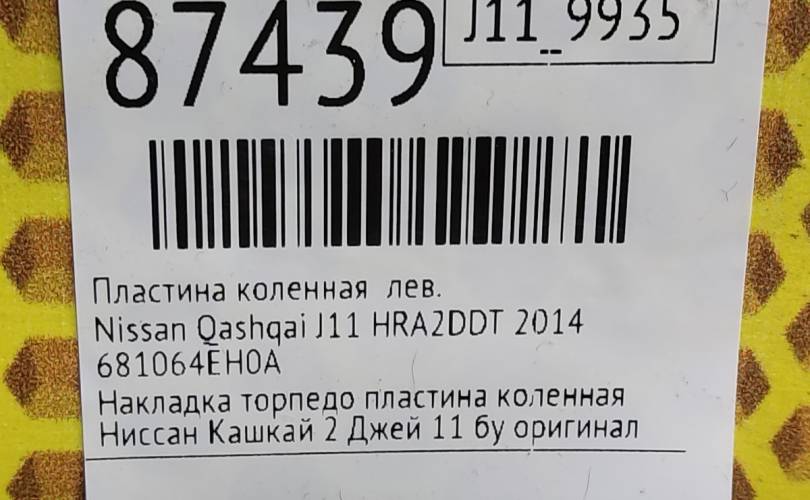 87439
J11_9935
Пластина коленная лев.
Nissan Qashqai J11 HRA2DDT 2014
681064EH0A
Накладка торпедо пластина коленная
Ниссан Кашкай 2 Джей 11 бу оригинал